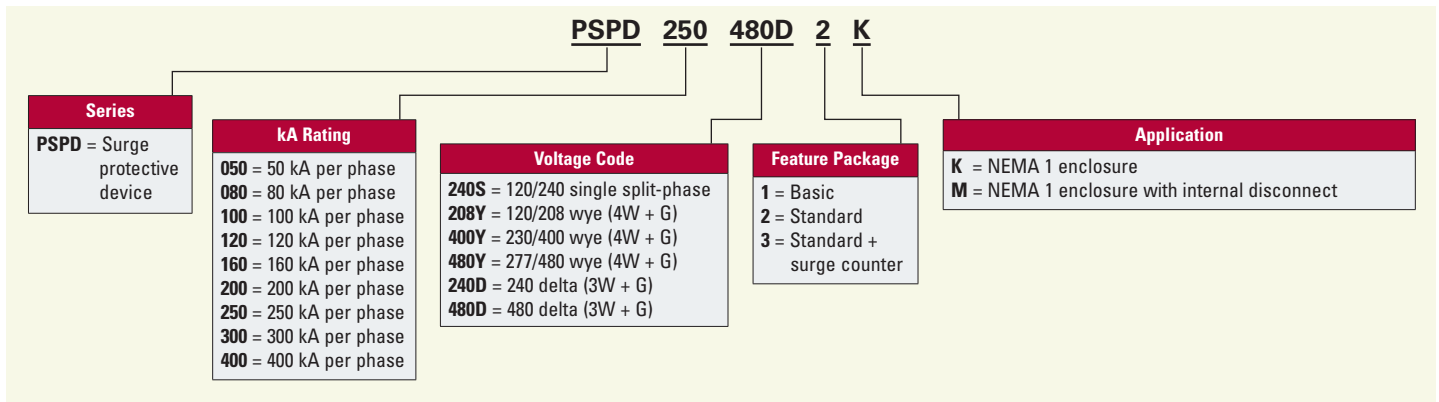 PSPD 250 480D 2 K
Series
PSPD = Surge
protective
device
kA Rating
050 = 50 kA per phase
080 = 80 kA per phase
100 = 100 kA per phase
120 = 120 kA per phase
160 = 160 kA per phase
200 = 200 kA per phase
250 = 250 kA per phase
300 = 300 kA per phase
400 = 400 kA per phase
Voltage Code
240S = 120/240 single split-phase
208Y = 120/208 wye (4W + G)
400Y = 230/400 wye (4W + G)
480Y = 277/480 wye (4W + G)
240D = 240 delta (3W + G)
480D = 480 delta (3W + G)
Feature Package
1 = Basic
2 = Standard
3 = Standard +
surge counter
Application
K = NEMA 1 enclosure
M = NEMA 1 enclosure with internal disconnect